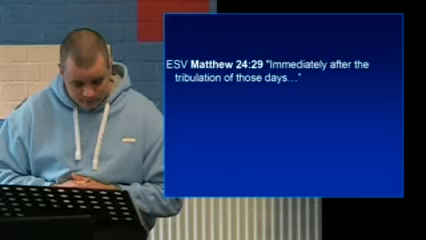 ESV Matthew 24:29 "Immediately after the
tribulation of those days…"